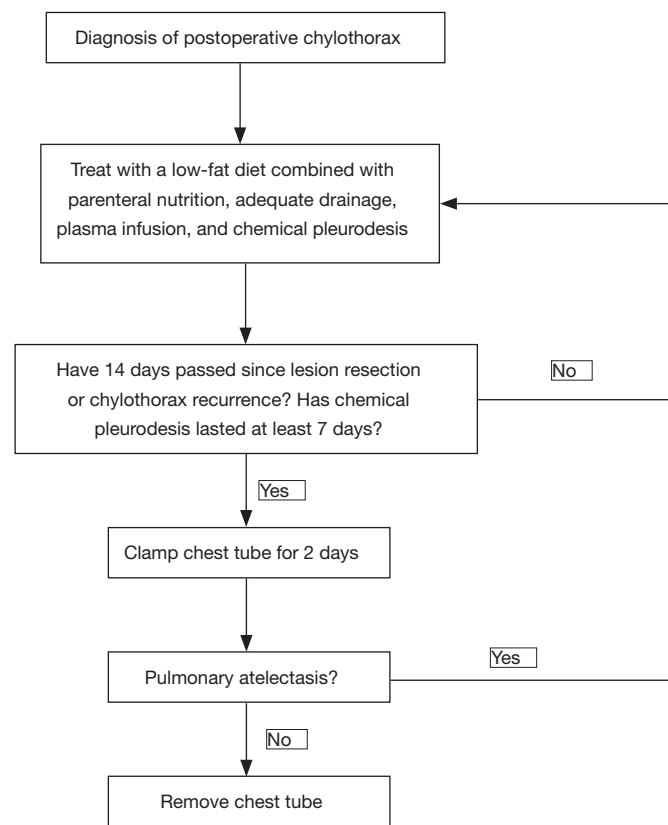 Diagnosis of postoperative chylothorax
Treat with a low-fat diet combined with
parenteral nutrition, adequate drainage,
plasma infusion, and chemical pleurodesis
Have 14 days passed since lesion resection
or chylothorax recurrence? Has chemical
pleurodesis lasted at least 7 days?
No
Yes
Clamp chest tube for 2 days
Pulmonary atelectasis?
Yes
No
Remove chest tube